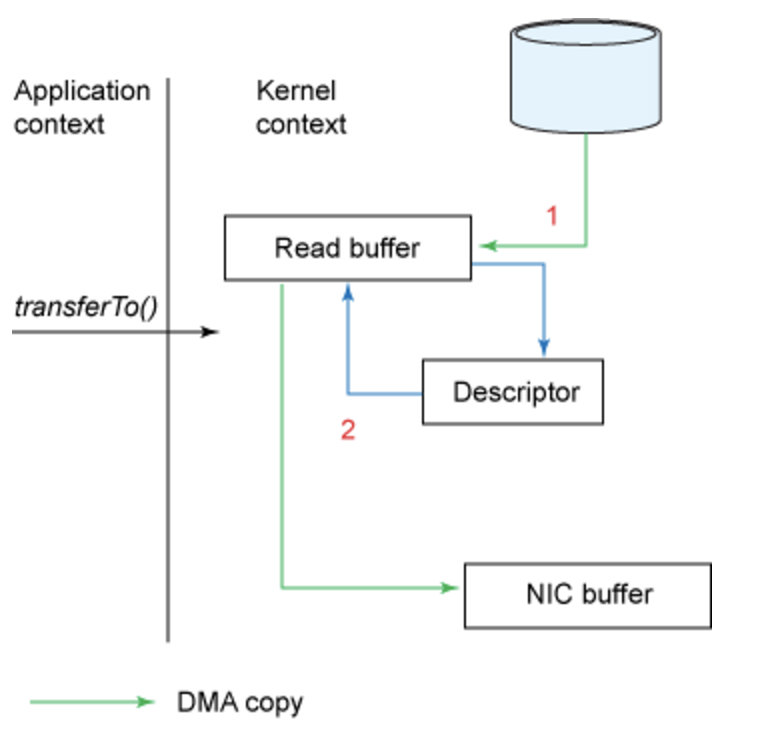 Application
context
Kernel
context
1
Read buffer
transferTo()
Descriptor
2
NIC buffer
DMA copy